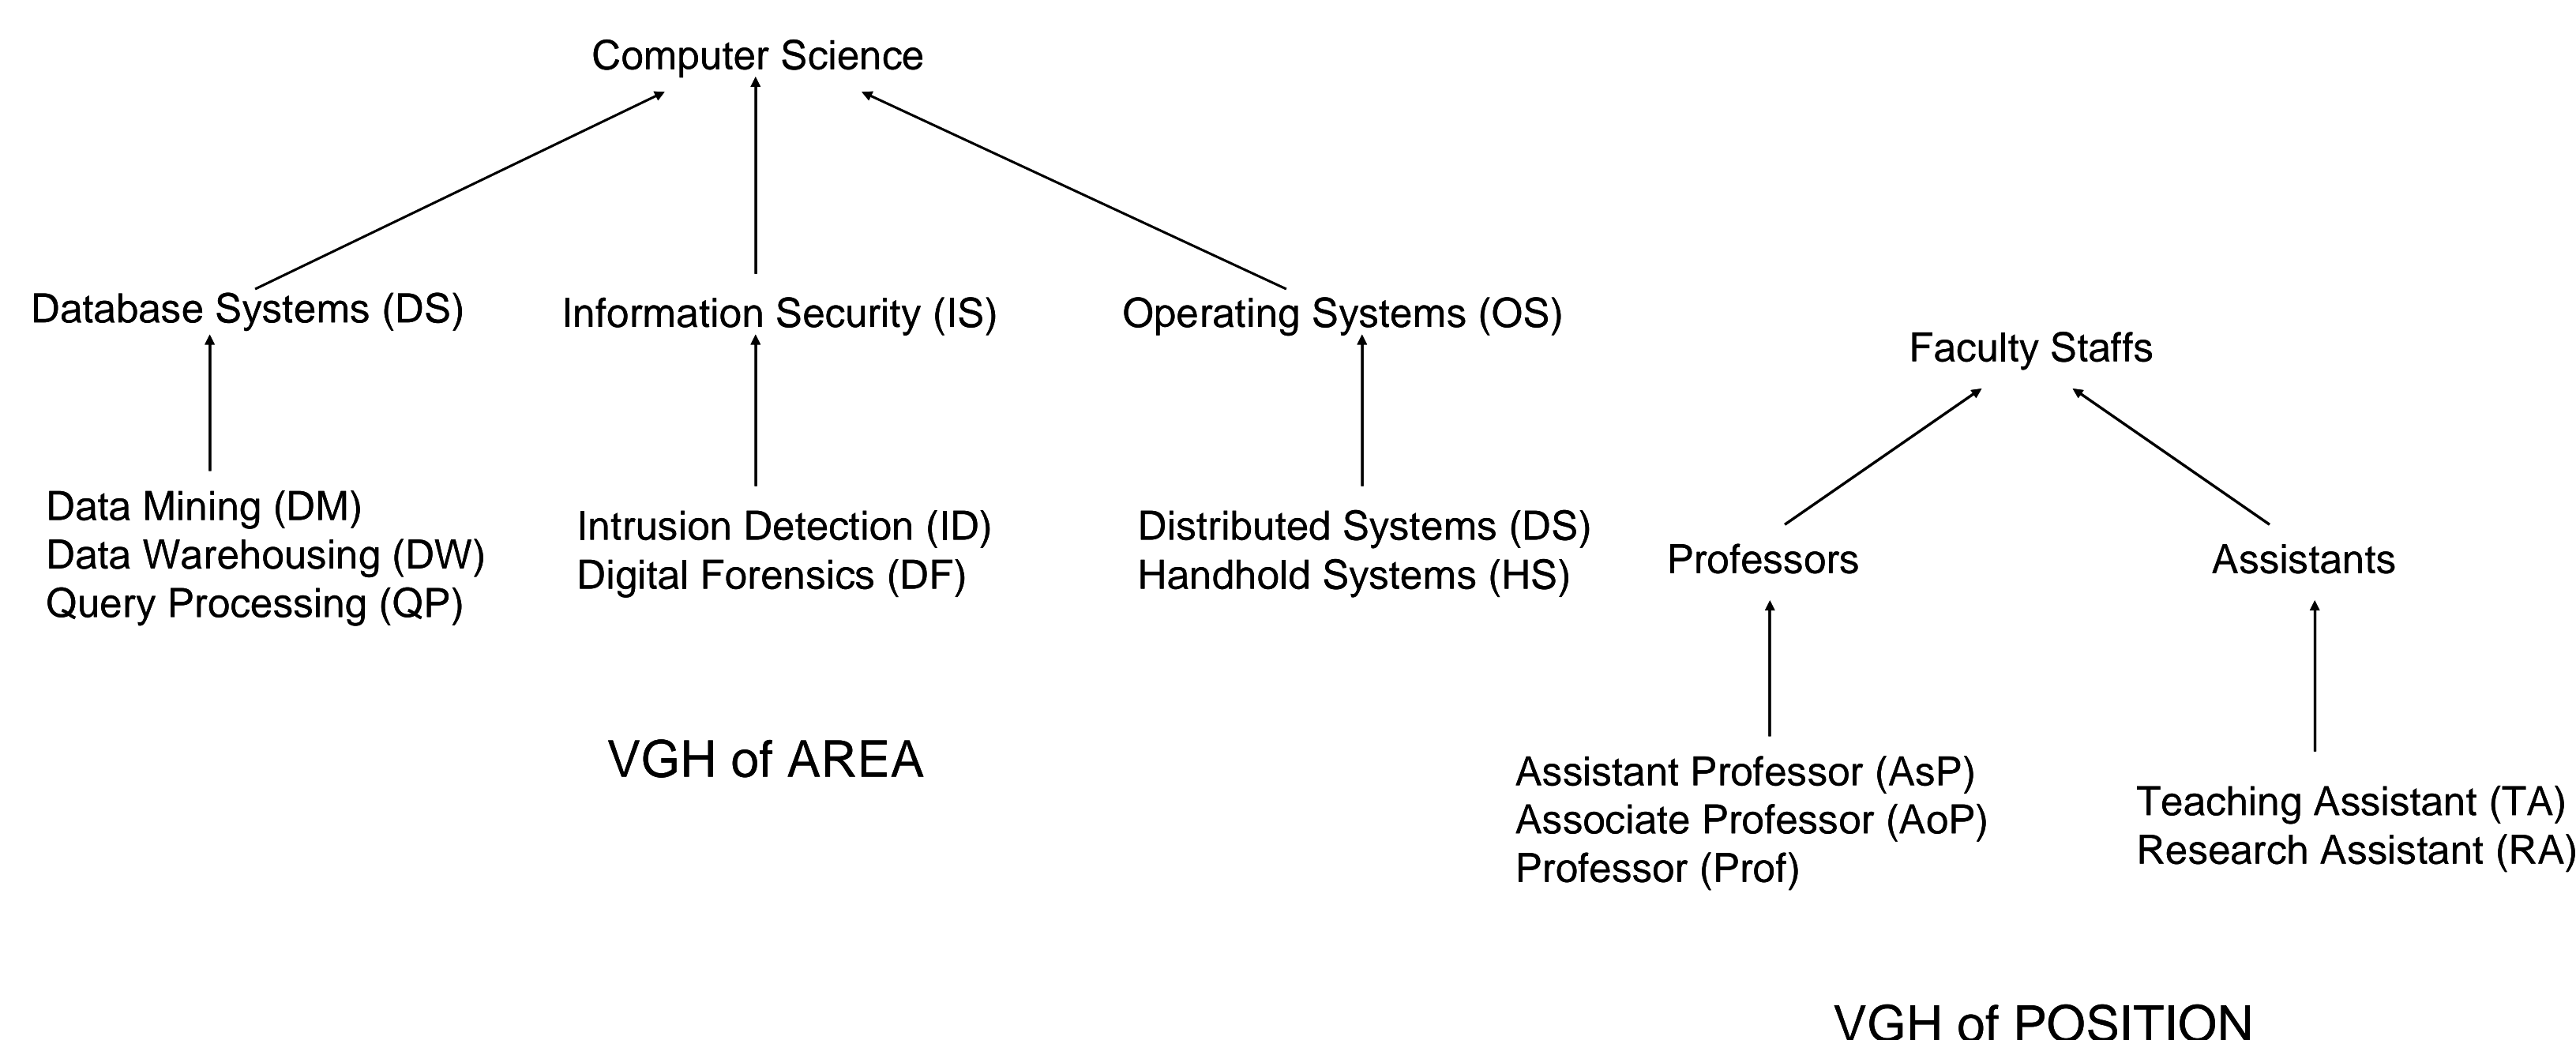 Computer Science
Database Systems (DS)
Information Security (IS)
Operating Systems (OS)
Data Mining (DM)
Data Warehousing (DW)
Query Processing (QP)
Intrusion Detection (ID)
Digital Forensics (DF)
Distributed Systems (DS)
Handhold Systems (HS)
VGH of AREA
Faculty Staffs
Professors
Assistants
Assistant Professor (AsP)
Associate Professor (AoP)
Professor (Prof)
Teaching Assistant (TA)
Research Assistant (RA)
VGH of POSITION